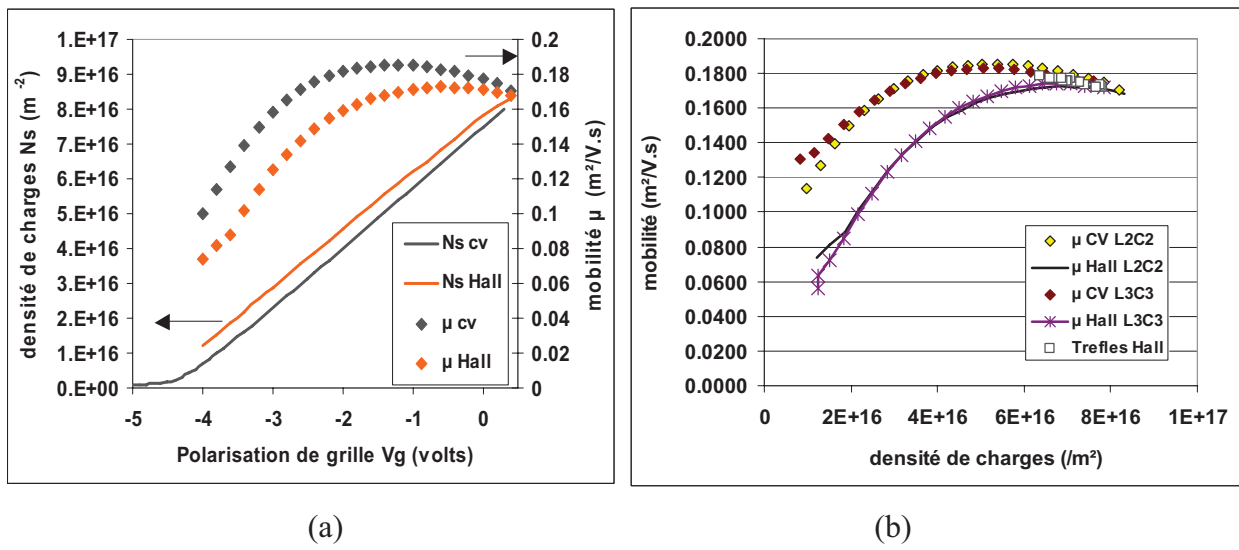 1.E+17
9.E+16
8.E+16
7.E+16
6.E+16
5.E+16
4.E+16
3.E+16
2.E+16
1.E+16
0.E+00
densité de charges Ns (m-2)
0.2
0.18
0.16
0.14
0.12
0.1
0.08
0.06
0.04
0.02
0
mobilité µ (m²/V.s)
Ns cv
Ns Hall
µ cv
µ Hall
-5 -4 -3 -2 -1 0
Polarisation de grille Vg (volts)
(a)
0.2000
0.1800
0.1600
0.1400
0.1200
0.1000
0.0800
0.0600
0.0400
0.0200
0.0000
mobilité (m²/V.s)
µ CV L2C2
µ Hall L2C2
µ CV L3C3
µ Hall L3C3
Trefles Hall
0 2E+16 4E+16 6E+16 8E+16 1E+17
densité de charges (/m²)
(b)